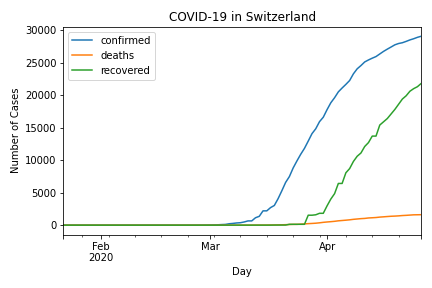 COVID-19 in Switzerland
confirmed
deaths
recovered
30000
25000
20000
15000
10000
5000
0
Number of Cases
Feb
2020
Mar
Apr
Day